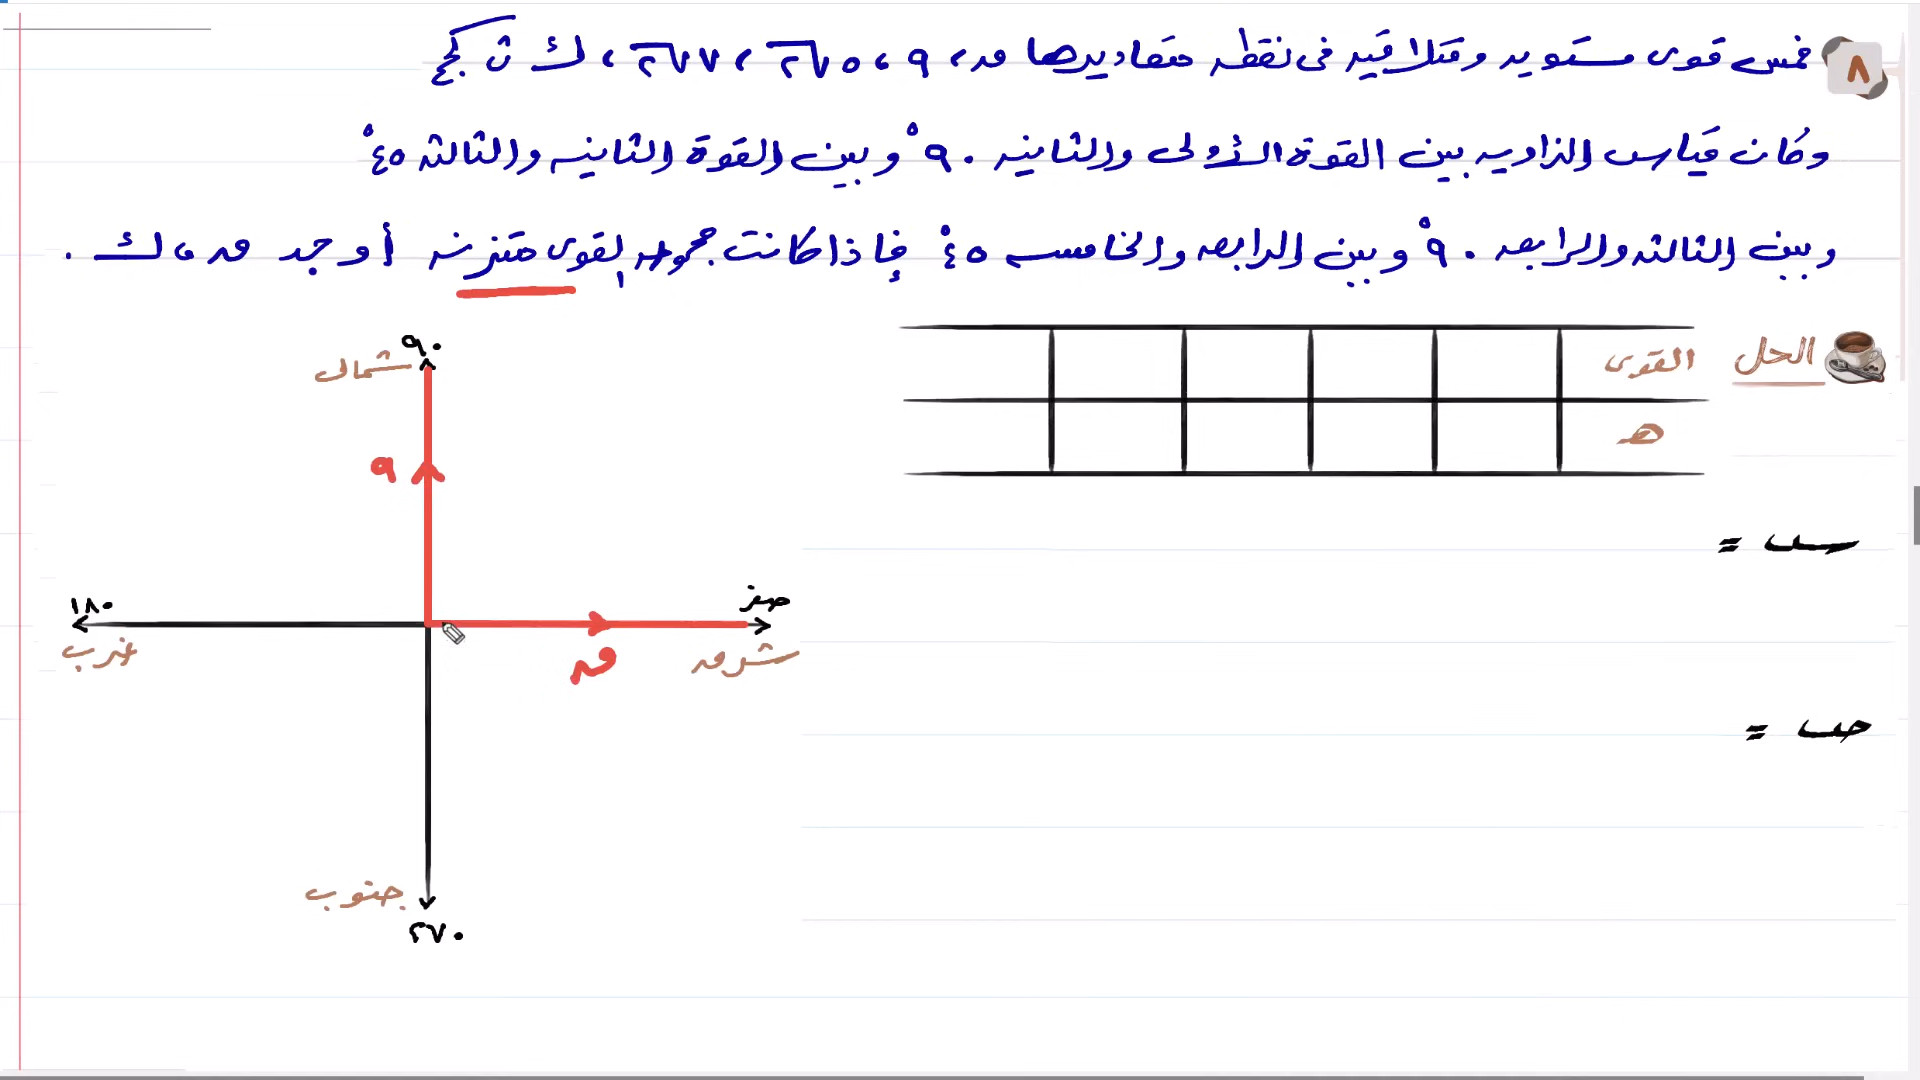 ٨ خمس قوى مستوية ومتلاقية فى نقطة مقاديرها ق ، ٩ ، ٥√٢ ، ٧√٢ ، ك ث كجم
وكان قياس الزاوية بين القوة الأولى والثانية ٩٠° وبين القوة الثانية والثالثة ٤٥°
وبين الثالثة والرابعة ٩٠° وبين الرابعة والخامسة ٤٥° فإذا كانت مجموعة القوى متزنة أوجد ق ، ك .
الحل
القوى
هـ
س =
ص =
٩٠
شمال
٩
صفر
شرق
ق
١٨٠
غرب
جنوب
٢٧٠